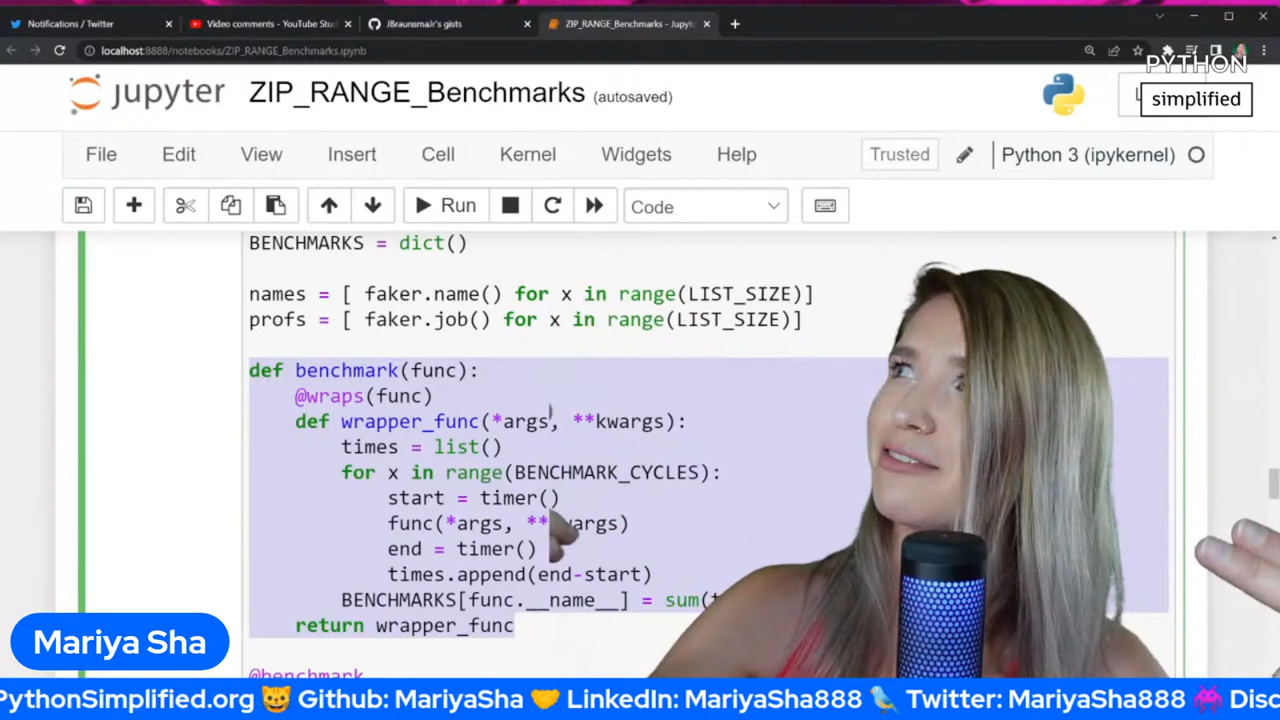 Notifications / Twitter
Video comments - YouTube Stu
JBraunsmaJr's gists
ZIP_RANGE_Benchmarks - Jupyte
localhost:8888/notebooks/ZIP_RANGE_Benchmarks.ipynb
PYTHON
simplified
jupyter
ZIP_RANGE_Benchmarks (autosaved)
File
Edit
View
Insert
Cell
Kernel
Widgets
Help
Trusted
Python 3 (ipykernel)
Run
Code
BENCHMARKS = dict()
names = [ faker.name() for x in range(LIST_SIZE)]
profs = [ faker.job() for x in range(LIST_SIZE)]
def benchmark(func):
@wraps(func)
def wrapper_func(*args, **kwargs):
times = list()
for x in range(BENCHMARK_CYCLES):
start = timer()
func(*args, **kwargs)
end = timer()
times.append(end-start)
BENCHMARKS[func.__name__] = sum(
return wrapper_func
@benchmark
Mariya Sha
PythonSimplified.org 😺 Github: MariyaSha 🤝 LinkedIn: MariyaSha888 🐦 Twitter: MariyaSha888 👾 Disc